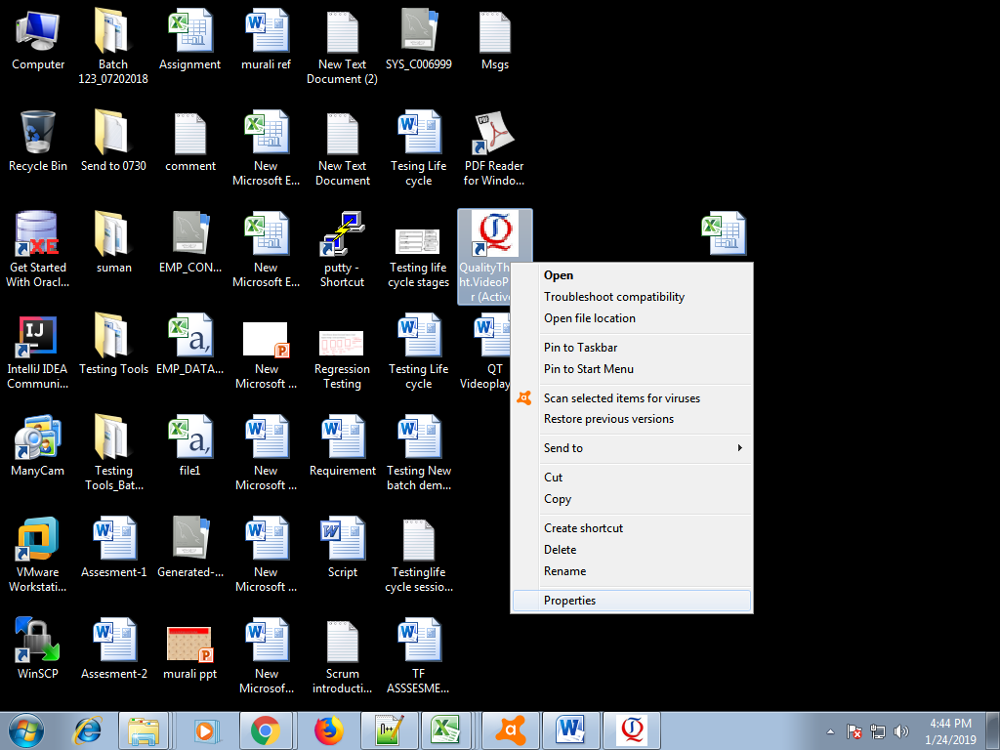 Computer
Batch
123_07202018
Assignment
murali ref
New Text
Document (2)
SYS_C006999
Msgs
Recycle Bin
Send to 0730
comment
New
Microsoft E...
New Text
Document
Tesing Life
cycle
PDF Reader
for Windo...
Get Started
With Oracl...
suman
EMP_CON...
New
Microsoft E...
putty -
Shortcut
Testing life
cycle stages
QualityTh
ht.VideoP
r (Active
IntelliJ IDEA
Communi...
Testing Tools
EMP_DATA...
New
Microsoft ...
Regression
Testing
Testing Life
cycle
QT
Videoplay
ManyCam
Testing
Tools_Bat...
file1
New
Microsoft ...
Requirement
Testing New
batch dem...
VMware
Workstati...
Assesment-1
Generated-...
New
Microsoft ...
Script
Testinglife
cycle sessio...
WinSCP
Assesment-2
murali ppt
New
Microsof...
Scrum
introducti...
TF
ASSSESME...
Open
Troubleshoot compatibility
Open file location
Pin to Taskbar
Pin to Start Menu
Scan selected items for viruses
Restore previous versions
Send to
Cut
Copy
Create shortcut
Delete
Rename
Properties
4:44 PM
1/24/2019